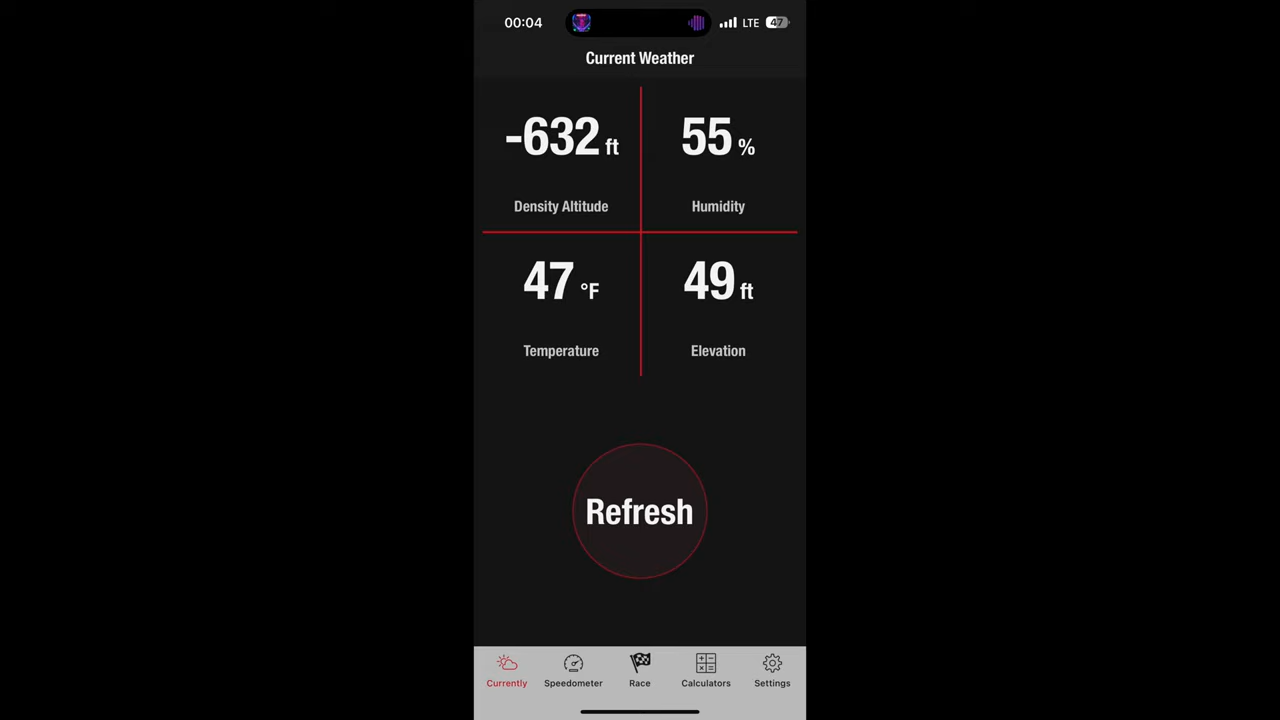 00:04 LTE 47
Current Weather
-632 ft
55 %
Density Altitude
Humidity
47 °F
49 ft
Temperature
Elevation
Refresh
Currently Speedometer Race Calculators Settings